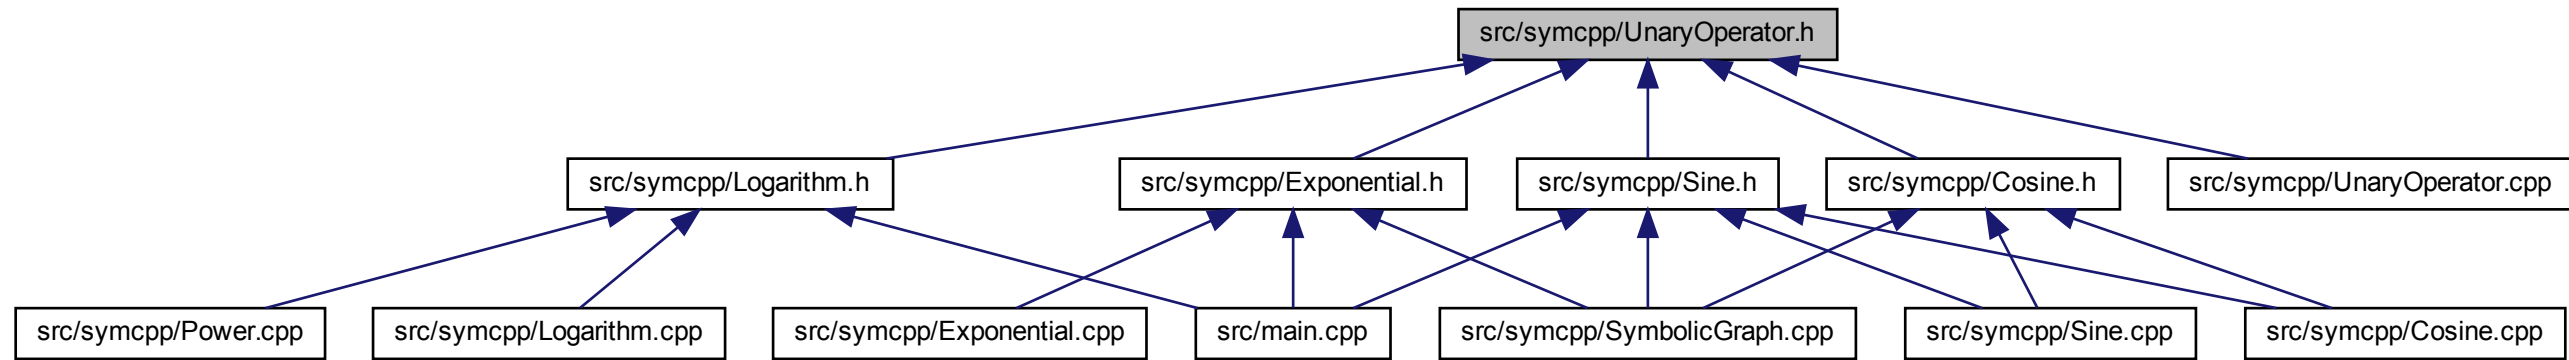 src/symcpp/UnaryOperator.h
src/symcpp/Logarithm.h
src/symcpp/Exponential.h
src/symcpp/Sine.h
src/symcpp/Cosine.h
src/symcpp/UnaryOperator.cpp
src/symcpp/Power.cpp
src/symcpp/Logarithm.cpp
src/symcpp/Exponential.cpp
src/main.cpp
src/symcpp/SymbolicGraph.cpp
src/symcpp/Sine.cpp
src/symcpp/Cosine.cpp